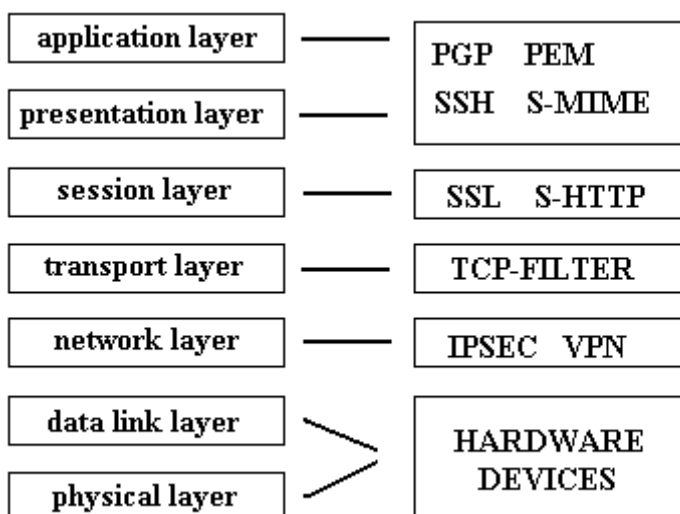 application layer
PGP PEM
presentation layer
SSH S-MIME
session layer
SSL S-HTTP
transport layer
TCP-FILTER
network layer
IPSEC VPN
data link layer
HARDWARE
DEVICES
physical layer